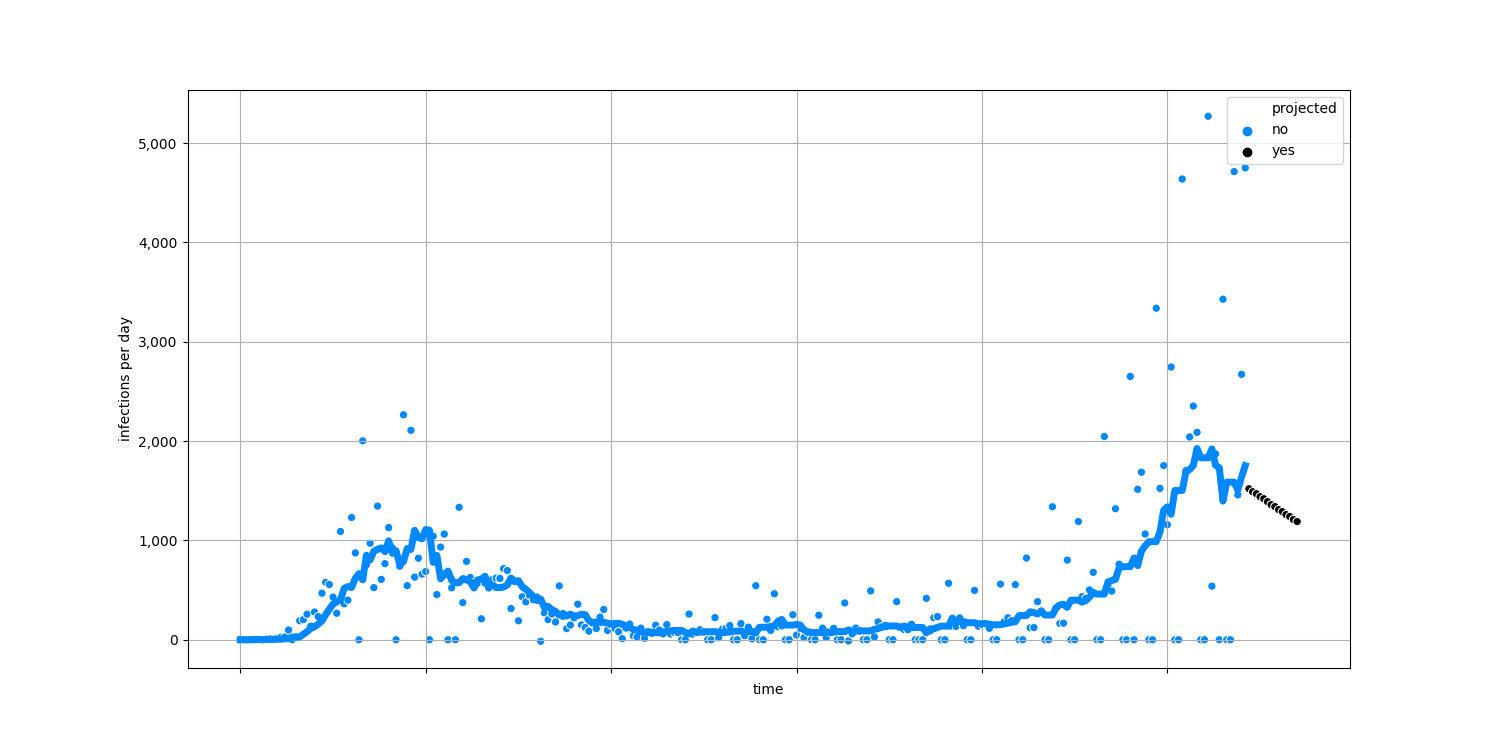 projected
no
yes
5,000
4,000
3,000
2,000
1,000
0
infections per day
time